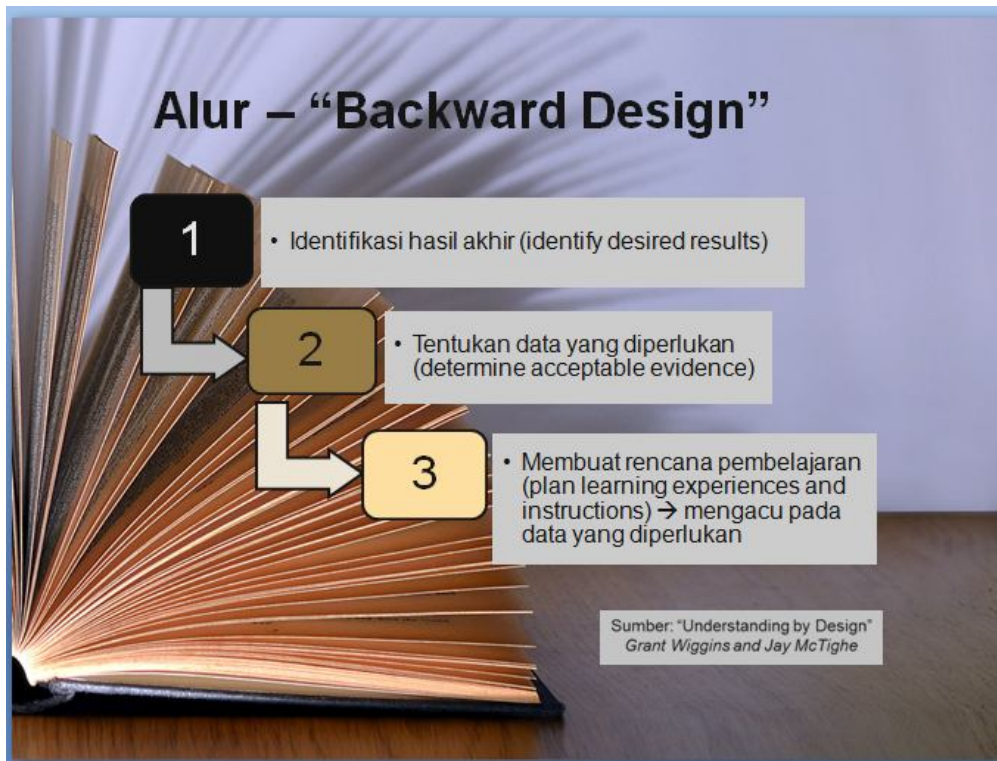 Alur – “Backward Design”
1
• Identifikasi hasil akhir (identify desired results)
2
• Tentukan data yang diperlukan
(determine acceptable evidence)
3
• Membuat rencana pembelajaran
(plan learning experiences and
instructions) → mengacu pada
data yang diperlukan
Sumber: “Understanding by Design”
Grant Wiggins and Jay McTighe